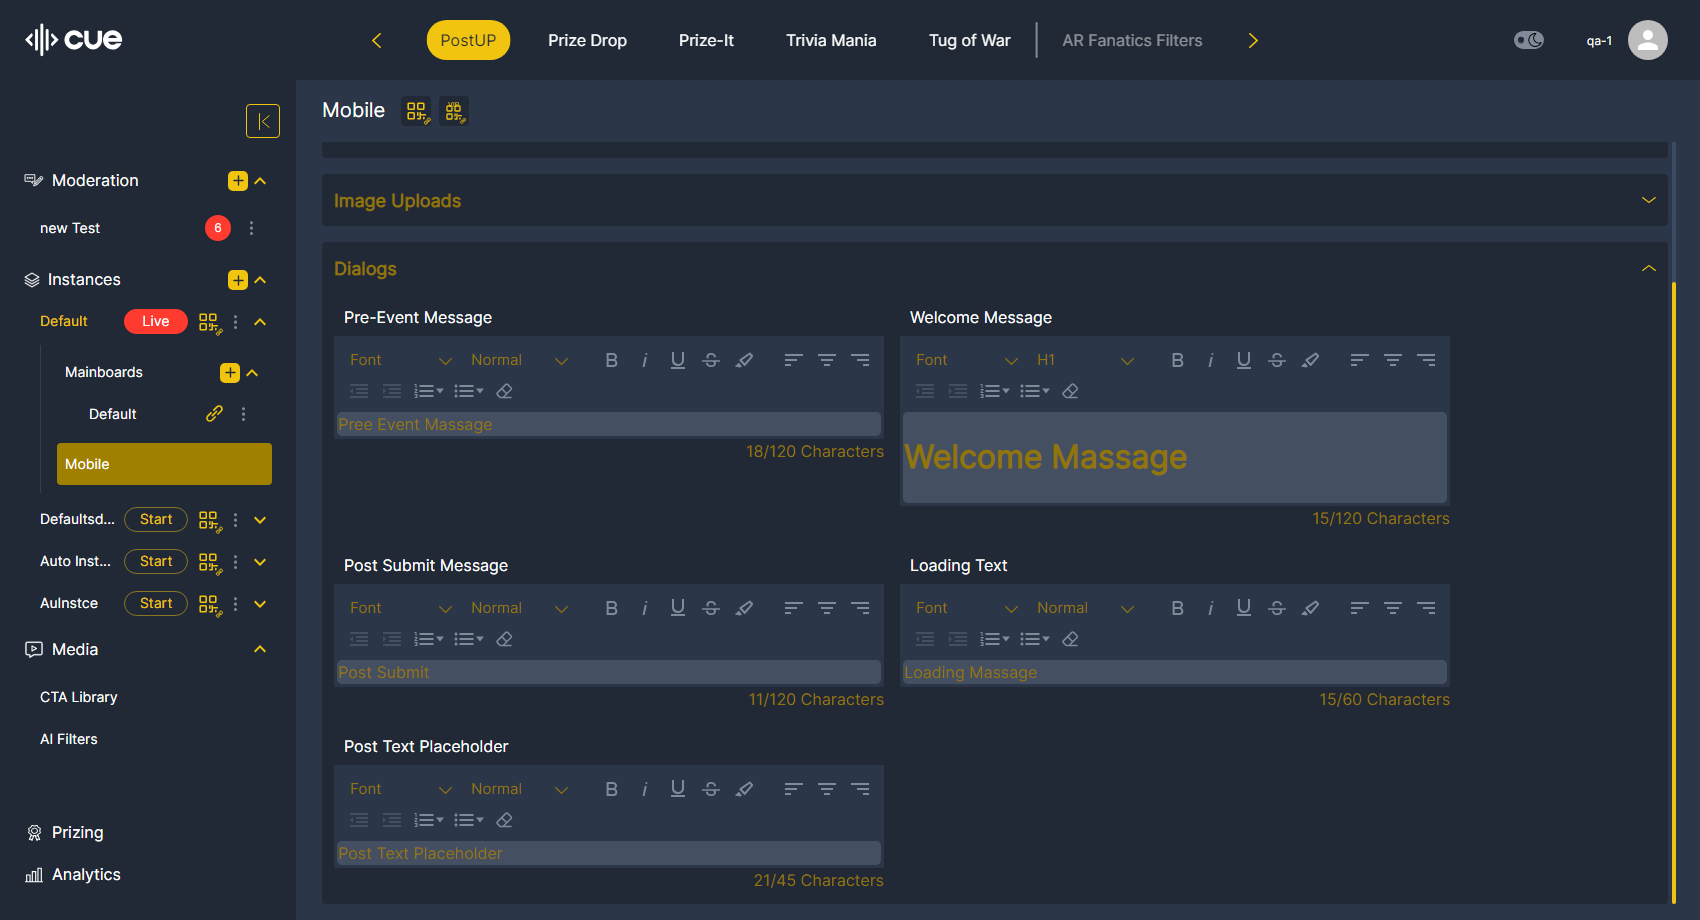 cue
PostUP
Prize Drop
Prize-It
Trivia Mania
Tug of War
AR Fanatics Filters
qa-1
Moderation
new Test
6
Instances
Default
Live
Mainboards
Default
Mobile
Defaultsd...
Start
Auto Inst...
Start
AuInstce
Start
Media
CTA Library
AI Filters
Prizing
Analytics
Mobile
Image Uploads
Dialogs
Pre-Event Message
Font
Normal
Pree Event Massage
18/120 Characters
Welcome Message
Font
H1
Welcome Massage
15/120 Characters
Post Submit Message
Font
Normal
Post Submit
11/120 Characters
Loading Text
Font
Normal
Loading Massage
15/60 Characters
Post Text Placeholder
Font
Normal
Post Text Placeholder
21/45 Characters